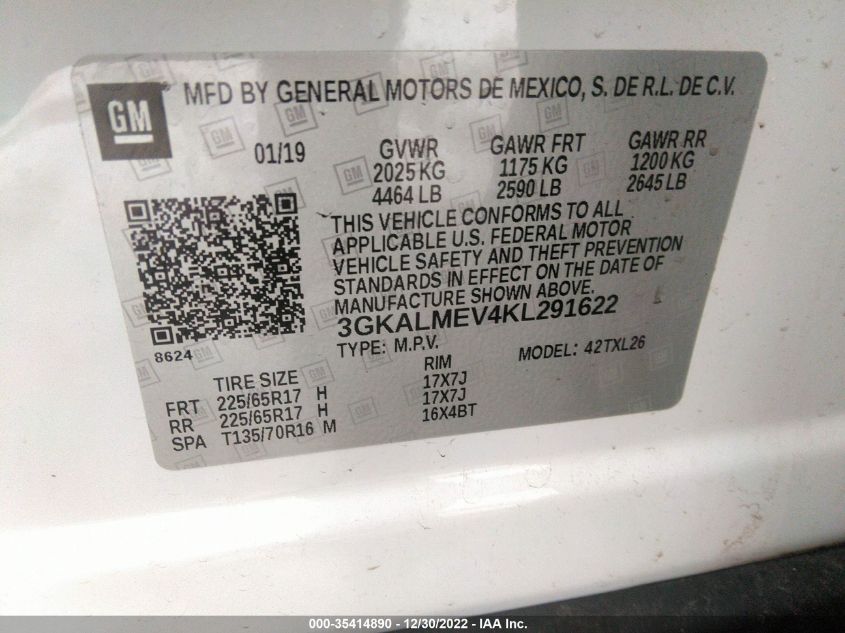 GM
MFD BY GENERAL MOTORS DE MEXICO, S. DE R.L. DE C.V.
01/19 GVWR GAWR FRT GAWR RR
2025 KG 1175 KG 1200 KG
4464 LB 2590 LB 2645 LB
THIS VEHICLE CONFORMS TO ALL
APPLICABLE U.S. FEDERAL MOTOR
VEHICLE SAFETY AND THEFT PREVENTION
STANDARDS IN EFFECT ON THE DATE OF
MANUFACTURE SHOWN ABOVE.
3GKALMEV4KL291622
8624
TYPE: M.P.V. MODEL: 42TXL26
TIRE SIZE RIM
FRT 225/65R17 H 17X7J
RR 225/65R17 H 17X7J
SPA T135/70R16 M 16X4BT
000-35414890 - 12/30/2022 - IAA Inc.